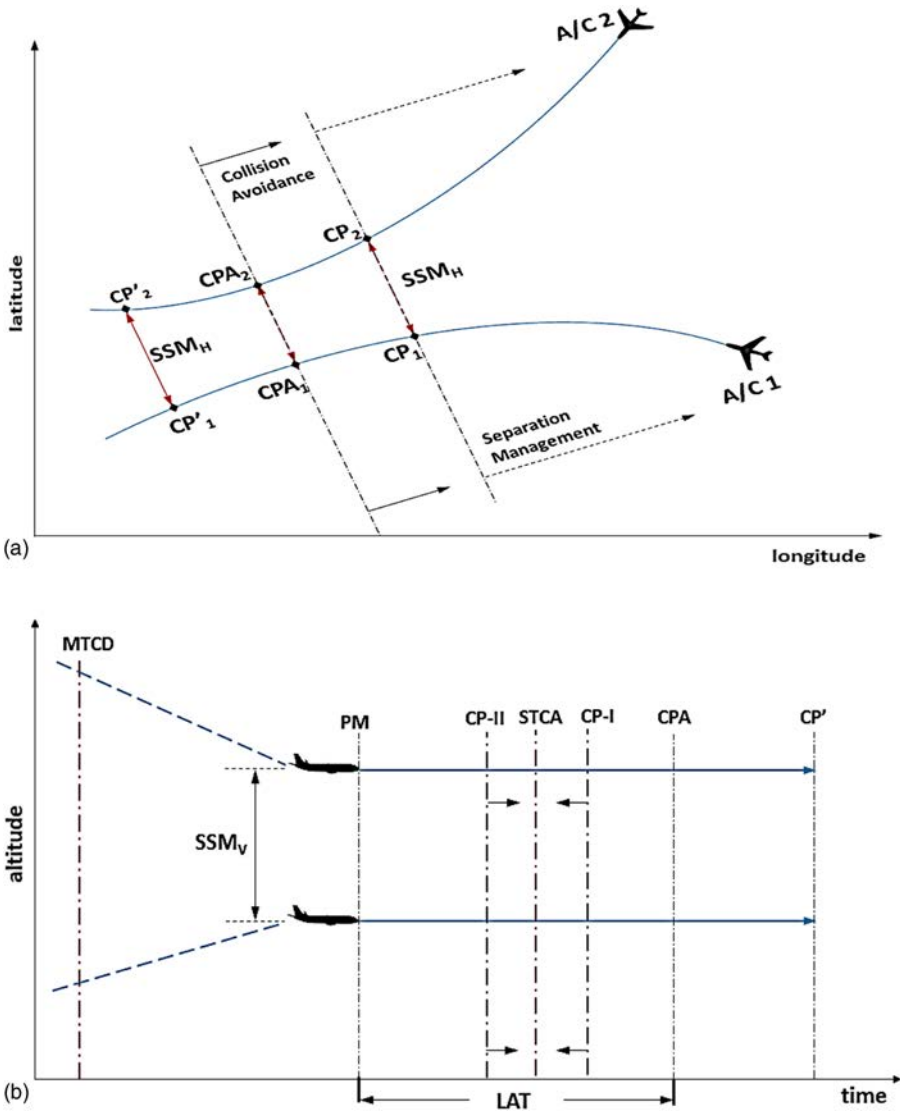 A/C 2
latitude
Collision
Avoidance
CP₂
CPA₂
CP'₂
SSM_H
SSM_H
CP₁
CPA₁
CP'₁
A/C 1
Separation
Management
(a)
longitude
MTCD
PM
CP-II
STCA
CP-I
CPA
CP'
SSM_V
altitude
(b)
LAT
time